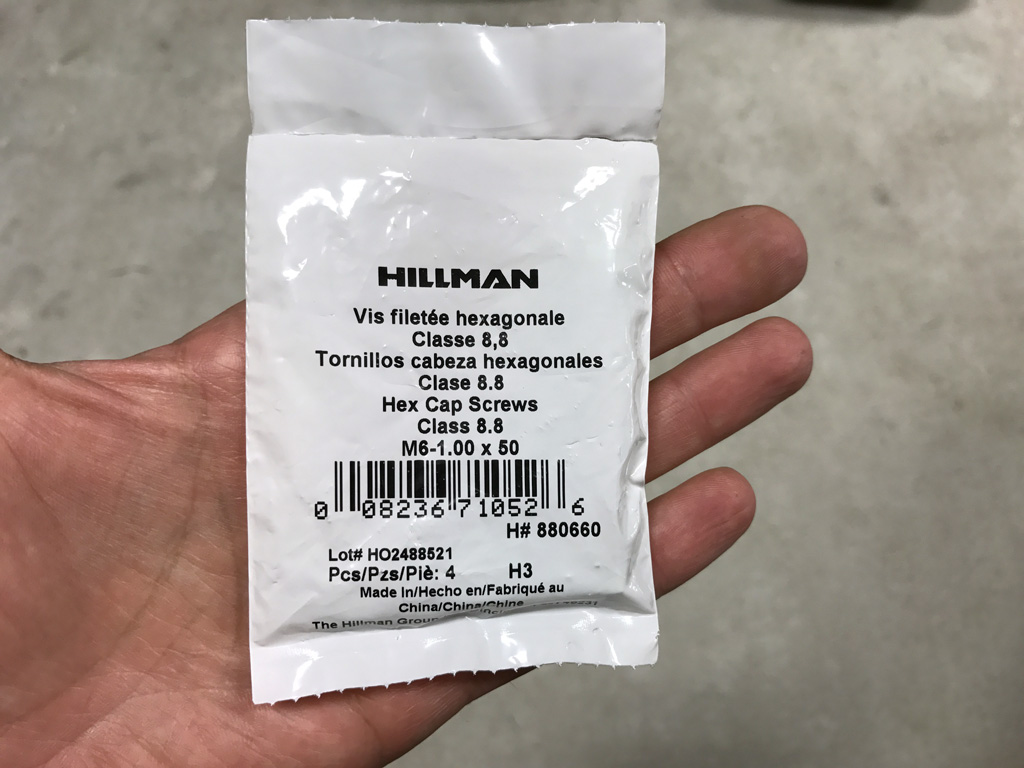 HILLMAN
Vis filetée hexagonale
Classe 8,8
Tornillos cabeza hexagonales
Clase 8.8
Hex Cap Screws
Class 8.8
M6-1.00 x 50
0 08236 71052 6
H# 880660
Lot# HO2488521
Pcs/Pzs/Piè: 4 H3
Made In/Hecho en/Fabriqué au
China/China/Chine
The Hillman Group